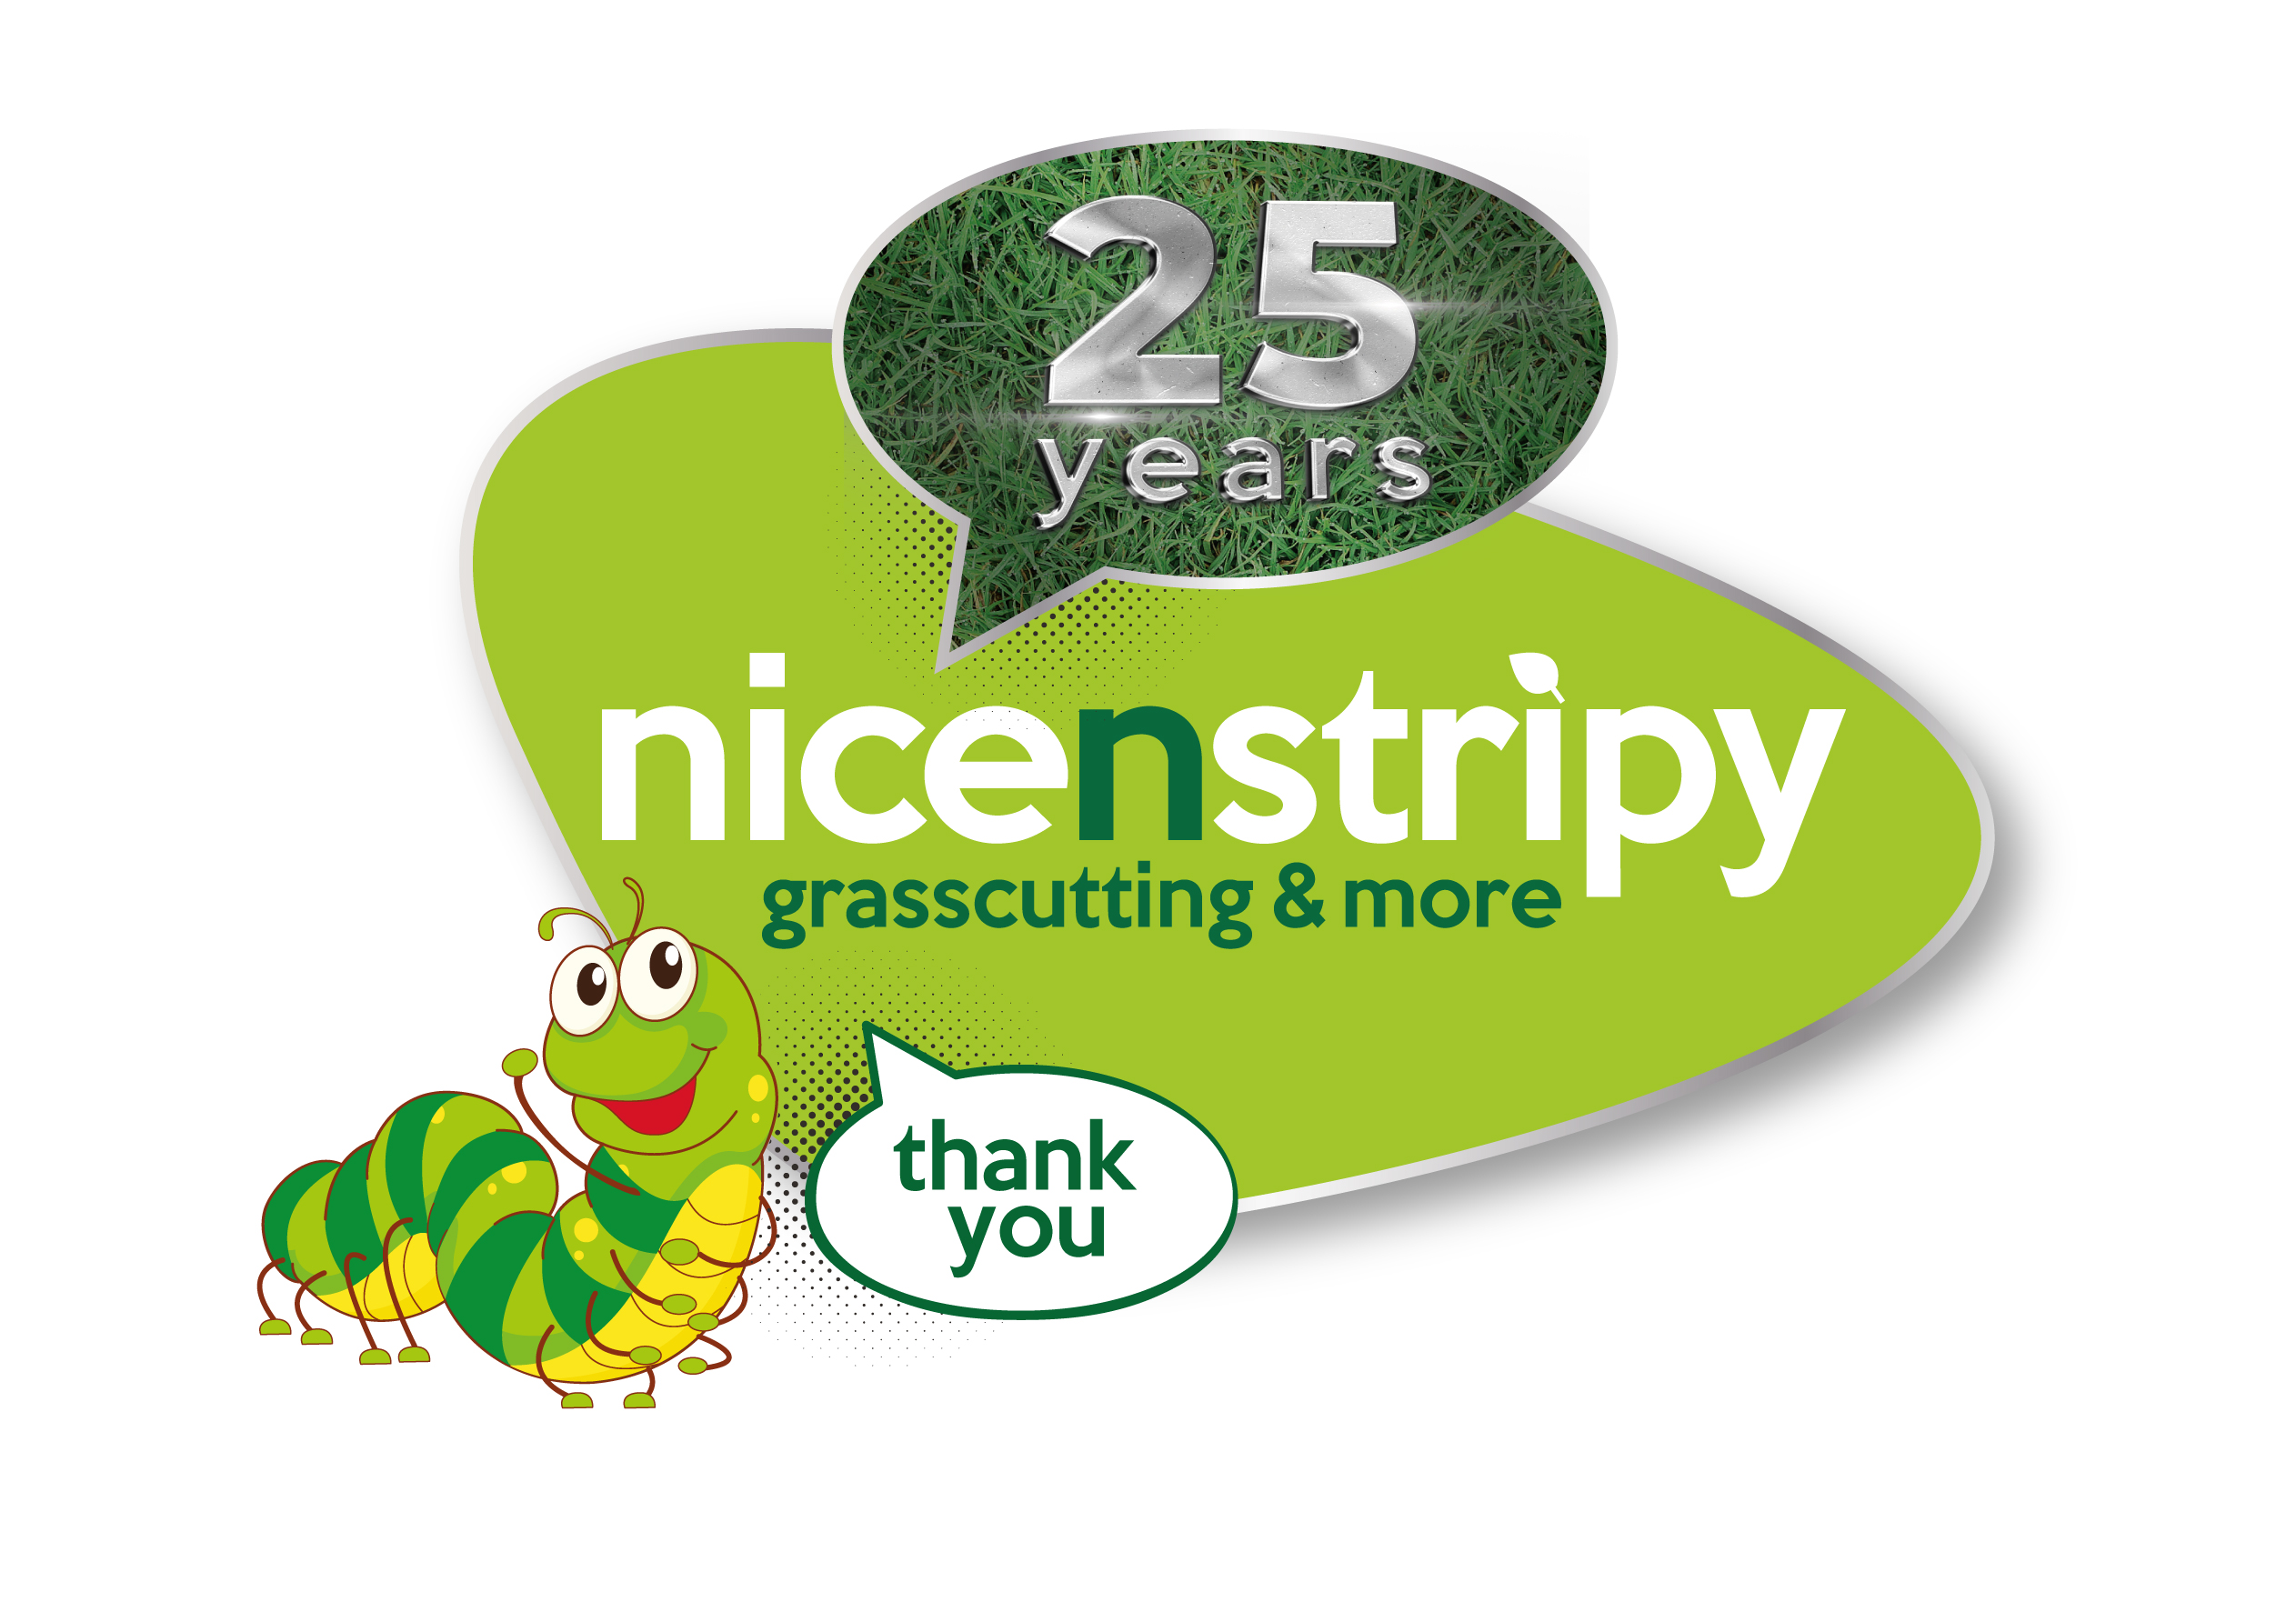 25
years
nicenstripy
grasscutting & more
thank
you